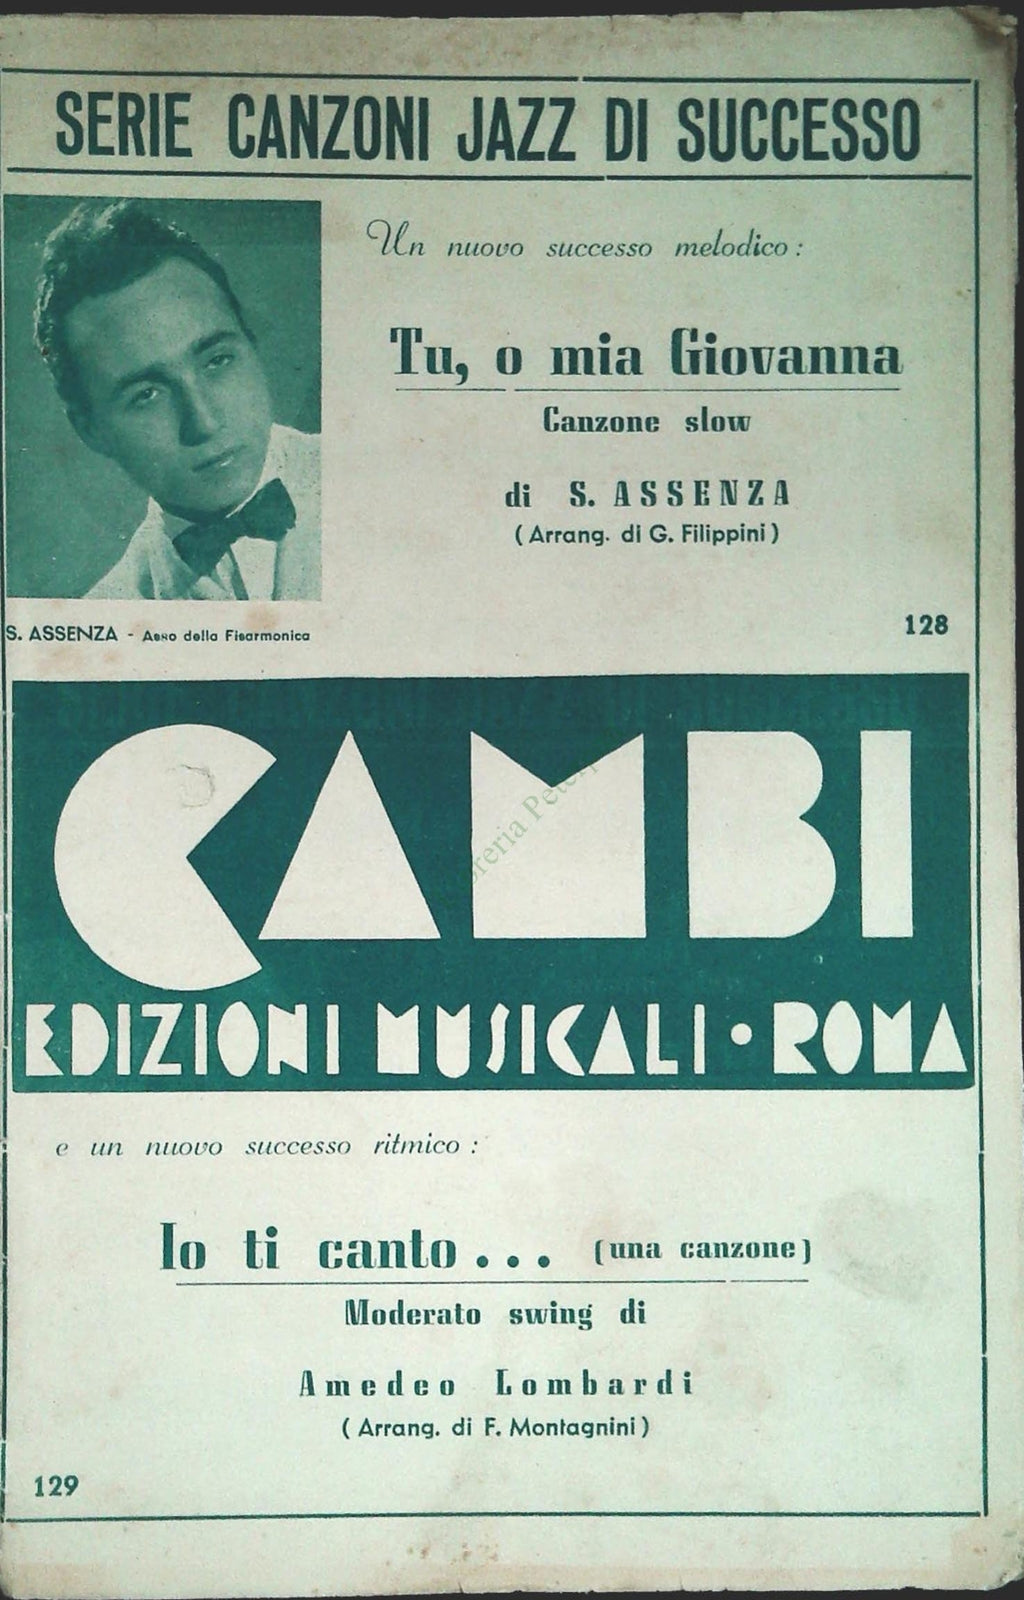 SERIE CANZONI JAZZ DI SUCCESSO
Un nuovo successo melodico:
Tu, o mia Giovanna
Canzone slow
di S. ASSENZA
(Arrang. di G. Filippini)
S. ASSENZA - Asso della Fisarmonica
128
CAMBI
EDIZIONI MUSICALI • ROMA
e un nuovo successo ritmico:
Io ti canto... (una canzone)
Moderato swing di
Amedeo Lombardi
(Arrang. di F. Montagnini)
129